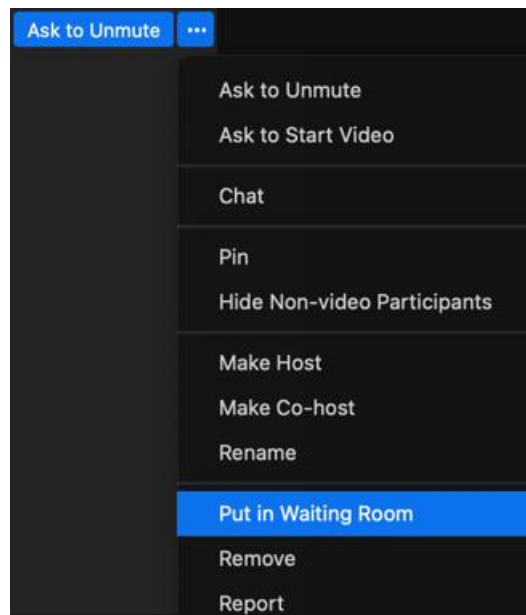 Ask to Unmute ...
Ask to Unmute
Ask to Start Video
Chat
Pin
Hide Non-video Participants
Make Host
Make Co-host
Rename
Put in Waiting Room
Remove
Report